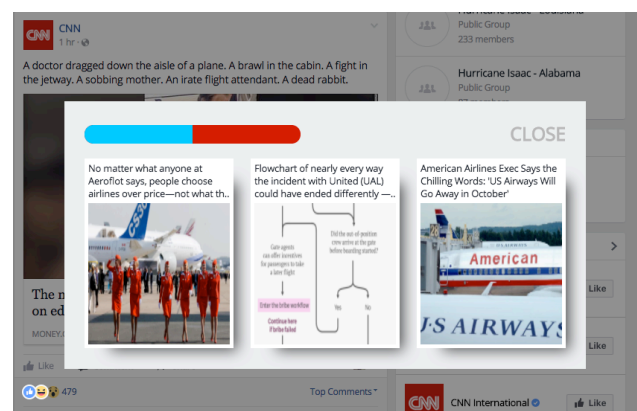 CNN
CNN
1 hr ·
A doctor dragged down the aisle of a plane. A brawl in the cabin. A fight in
the jetway. A sobbing mother. An irate flight attendant. A dead rabbit.
Public Group
233 members
Hurricane Isaac - Alabama
Public Group
CLOSE
No matter what anyone at
Aeroflot says, people choose
airlines over price—not what th..
Flowchart of nearly every way
the incident with United (UAL)
could have ended differently —..
Gate agents
can offer incentives
for passengers to take
a later flight
Did the out-of-position
crew arrive at the gate
before boarding started?
Enter the bribe workflow
Continue here
if bribe failed
Yes
No
American Airlines Exec Says the
Chilling Words: 'US Airways Will
Go Away in October'
American
U·S AIRWAYS
The
on ed
MONEY.
Like
Like
Like
479
Top Comments
CNN
CNN International
Like